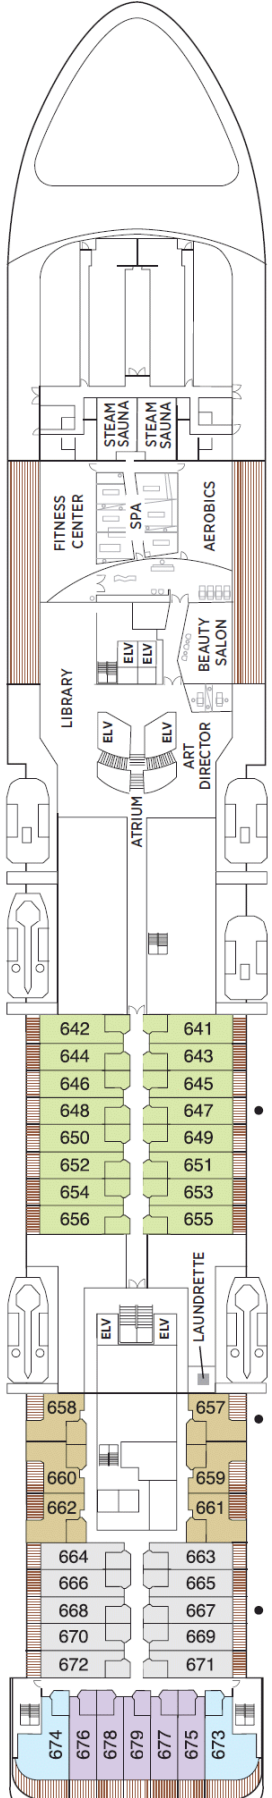 STEAM
SAUNA
STEAM
SAUNA
FITNESS
CENTER
SPA
AEROBICS
ELV
ELV
BEAUTY
SALON
LIBRARY
ELV
ELV
ART
DIRECTOR
ATRIUM
642 641
644 643
646 645
648 647
650 649
652 651
654 653
656 655
LAUNDRETTE
ELV
ELV
658 657
660 659
662 661
664 663
666 665
668 667
670 669
672 671
674 676 678 679 677 675 673